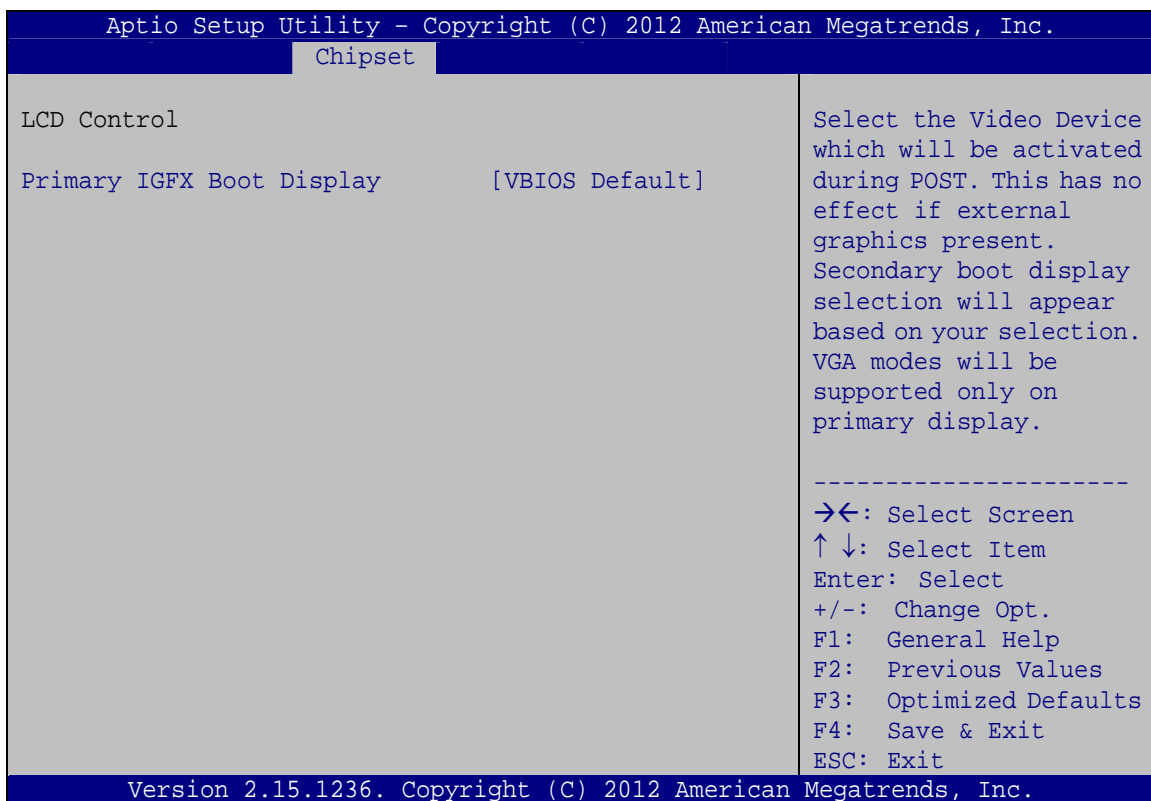 Aptio Setup Utility – Copyright (C) 2012 American Megatrends, Inc.
Chipset
LCD Control
Primary IGFX Boot Display [VBIOS Default]
Select the Video Device
which will be activated
during POST. This has no
effect if external
graphics present.
Secondary boot display
selection will appear
based on your selection.
VGA modes will be
supported only on
primary display.
----------------------
→←: Select Screen
↑ ↓: Select Item
Enter: Select
+/-: Change Opt.
F1: General Help
F2: Previous Values
F3: Optimized Defaults
F4: Save & Exit
ESC: Exit
Version 2.15.1236. Copyright (C) 2012 American Megatrends, Inc.